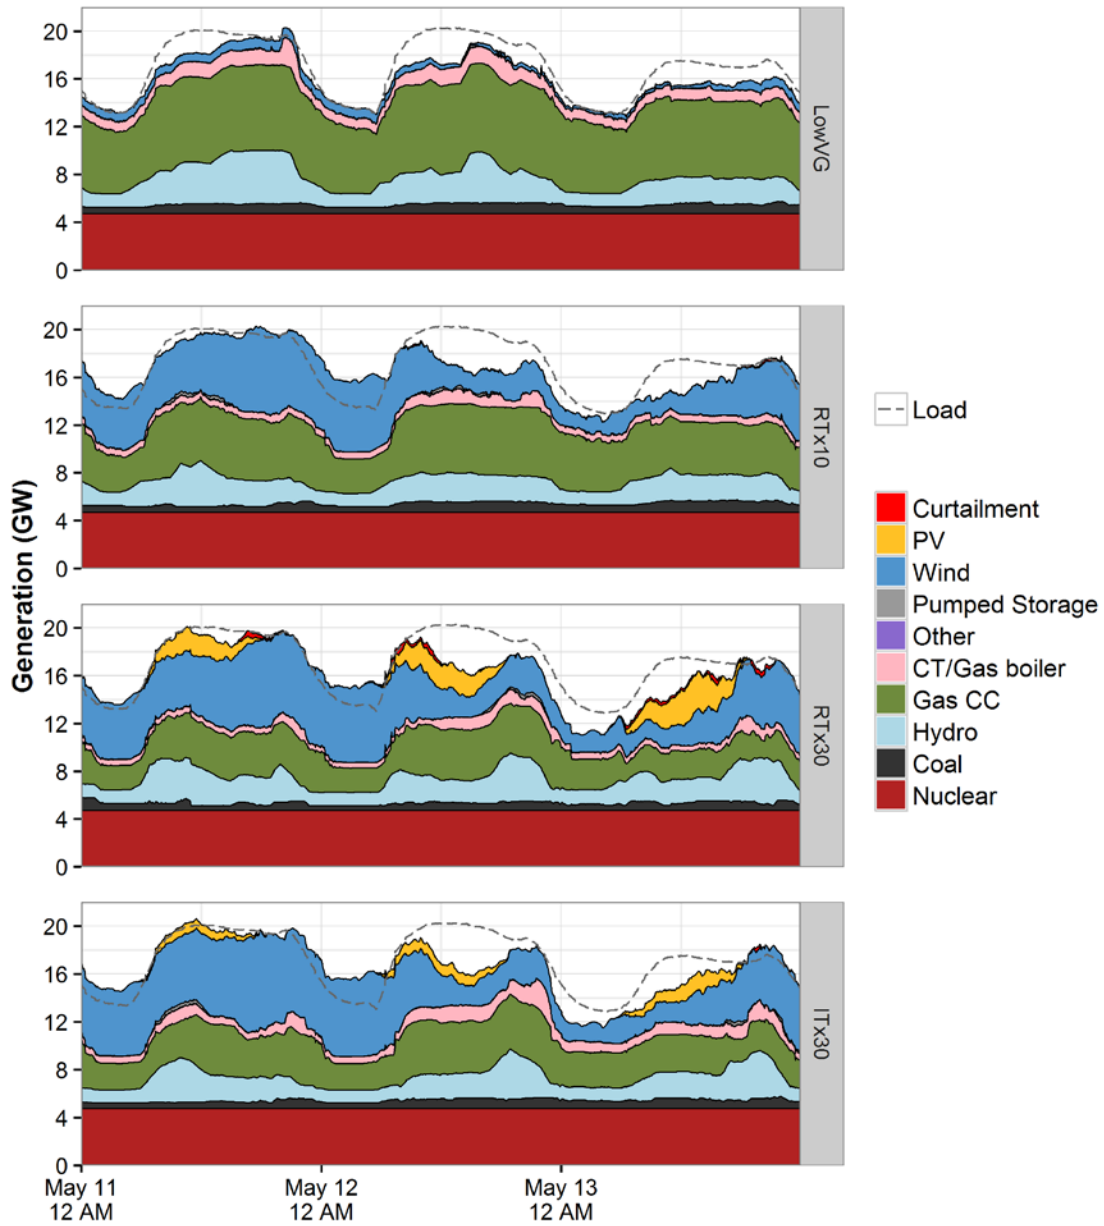 20
16
12
8
4
0
LowVG
20
16
12
8
4
0
RTx10
20
16
12
8
4
0
RTx30
20
16
12
8
4
0
ITx30
Generation (GW)
May 11
12 AM
May 12
12 AM
May 13
12 AM
Load
Curtailment
PV
Wind
Pumped Storage
Other
CT/Gas boiler
Gas CC
Hydro
Coal
Nuclear